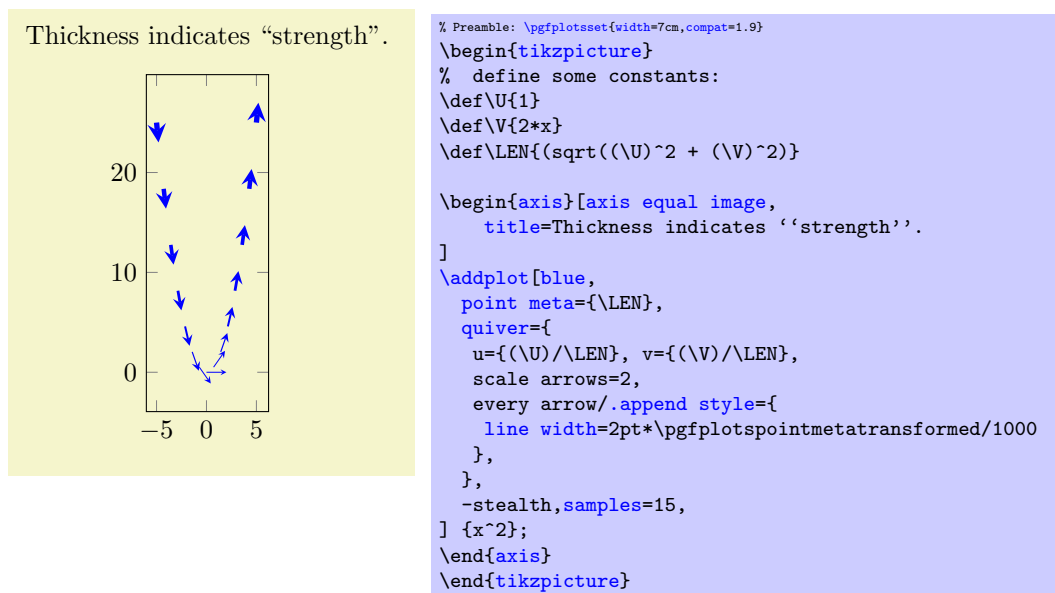 Thickness indicates “strength”.
20
10
0
−5 0 5
% Preamble: \pgfplotsset{width=7cm,compat=1.9}
\begin{tikzpicture}
%  define some constants:
\def\U{1}
\def\V{2*x}
\def\LEN{(sqrt((\U)^2 + (\V)^2)}

\begin{axis}[axis equal image,
    title=Thickness indicates ‘‘strength’’.
]
\addplot[blue,
  point meta={\LEN},
  quiver={
   u={(\U)/\LEN}, v={(\V)/\LEN},
   scale arrows=2,
   every arrow/.append style={
    line width=2pt*\pgfplotspointmetatransformed/1000
   },
  },
  -stealth,samples=15,
] {x^2};
\end{axis}
\end{tikzpicture}